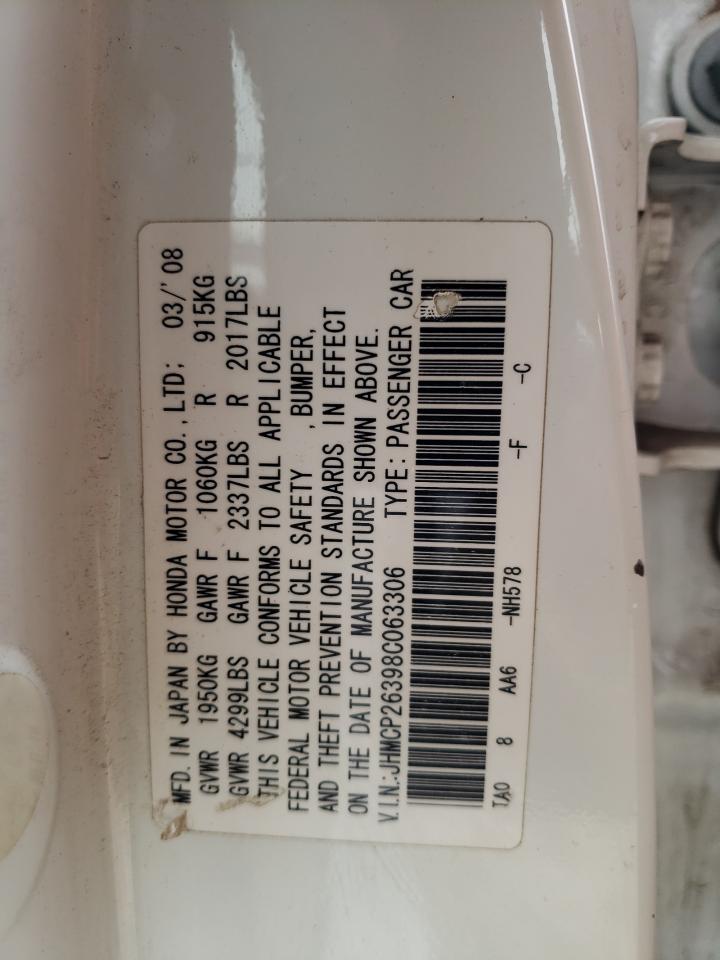 MFD. IN JAPAN BY HONDA MOTOR CO., LTD; 03/'08
GVWR 1950KG GAWR F 1060KG R 915KG
GVWR 4299LBS GAWR F 2337LBS R 2017LBS
THIS VEHICLE CONFORMS TO ALL APPLICABLE
FEDERAL MOTOR VEHICLE SAFETY , BUMPER,
AND THEFT PREVENTION STANDARDS IN EFFECT
ON THE DATE OF MANUFACTURE SHOWN ABOVE.
V.I.N.:JHMCP26398C063306 TYPE: PASSENGER CAR
TA0 8 AA6 -NH578 -F -C